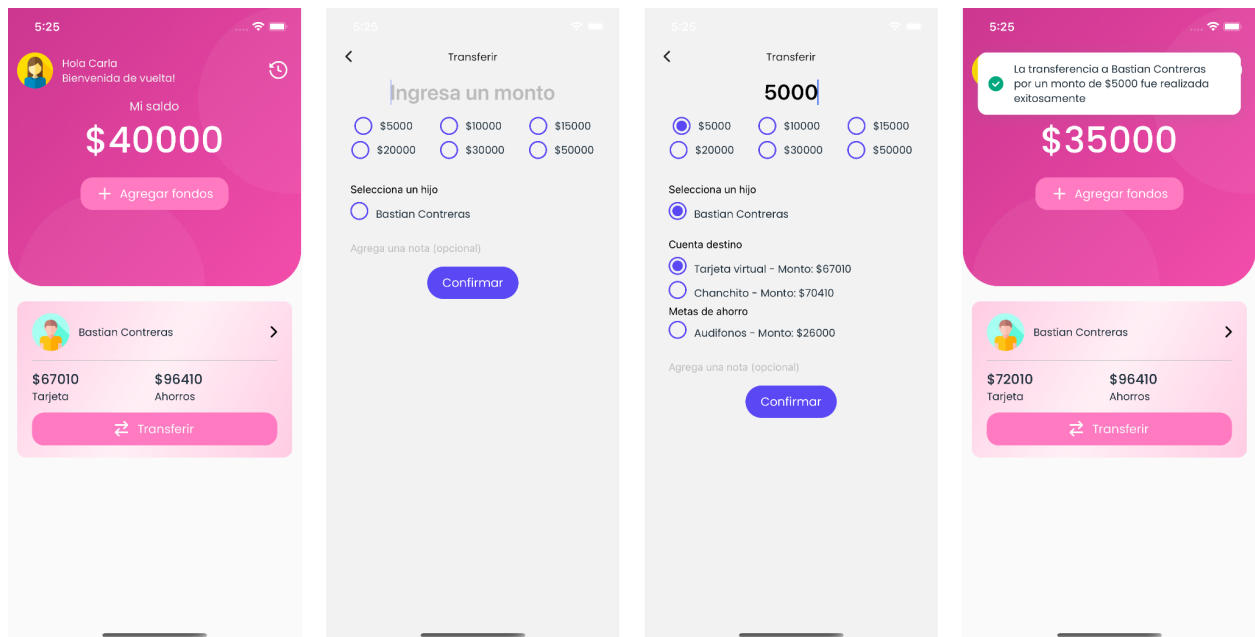 5:25
Hola Carla
Bienvenida de vuelta!
Mi saldo
$40000
+ Agregar fondos
Bastian Contreras
$67010 $96410
Tarjeta Ahorros
Transferir
5:25
Transferir
Ingresa un monto
$5000 $10000 $15000
$20000 $30000 $50000
Selecciona un hijo
Bastian Contreras
Agrega una nota (opcional)
Confirmar
5:25
Transferir
5000
$5000 $10000 $15000
$20000 $30000 $50000
Selecciona un hijo
Bastian Contreras
Cuenta destino
Tarjeta virtual - Monto: $67010
Chanchito - Monto: $70410
Metas de ahorro
Audifonos - Monto: $26000
Agrega una nota (opcional)
Confirmar
5:25
La transferencia a Bastian Contreras
por un monto de $5000 fue realizada
exitosamente
$35000
+ Agregar fondos
Bastian Contreras
$72010 $96410
Tarjeta Ahorros
Transferir